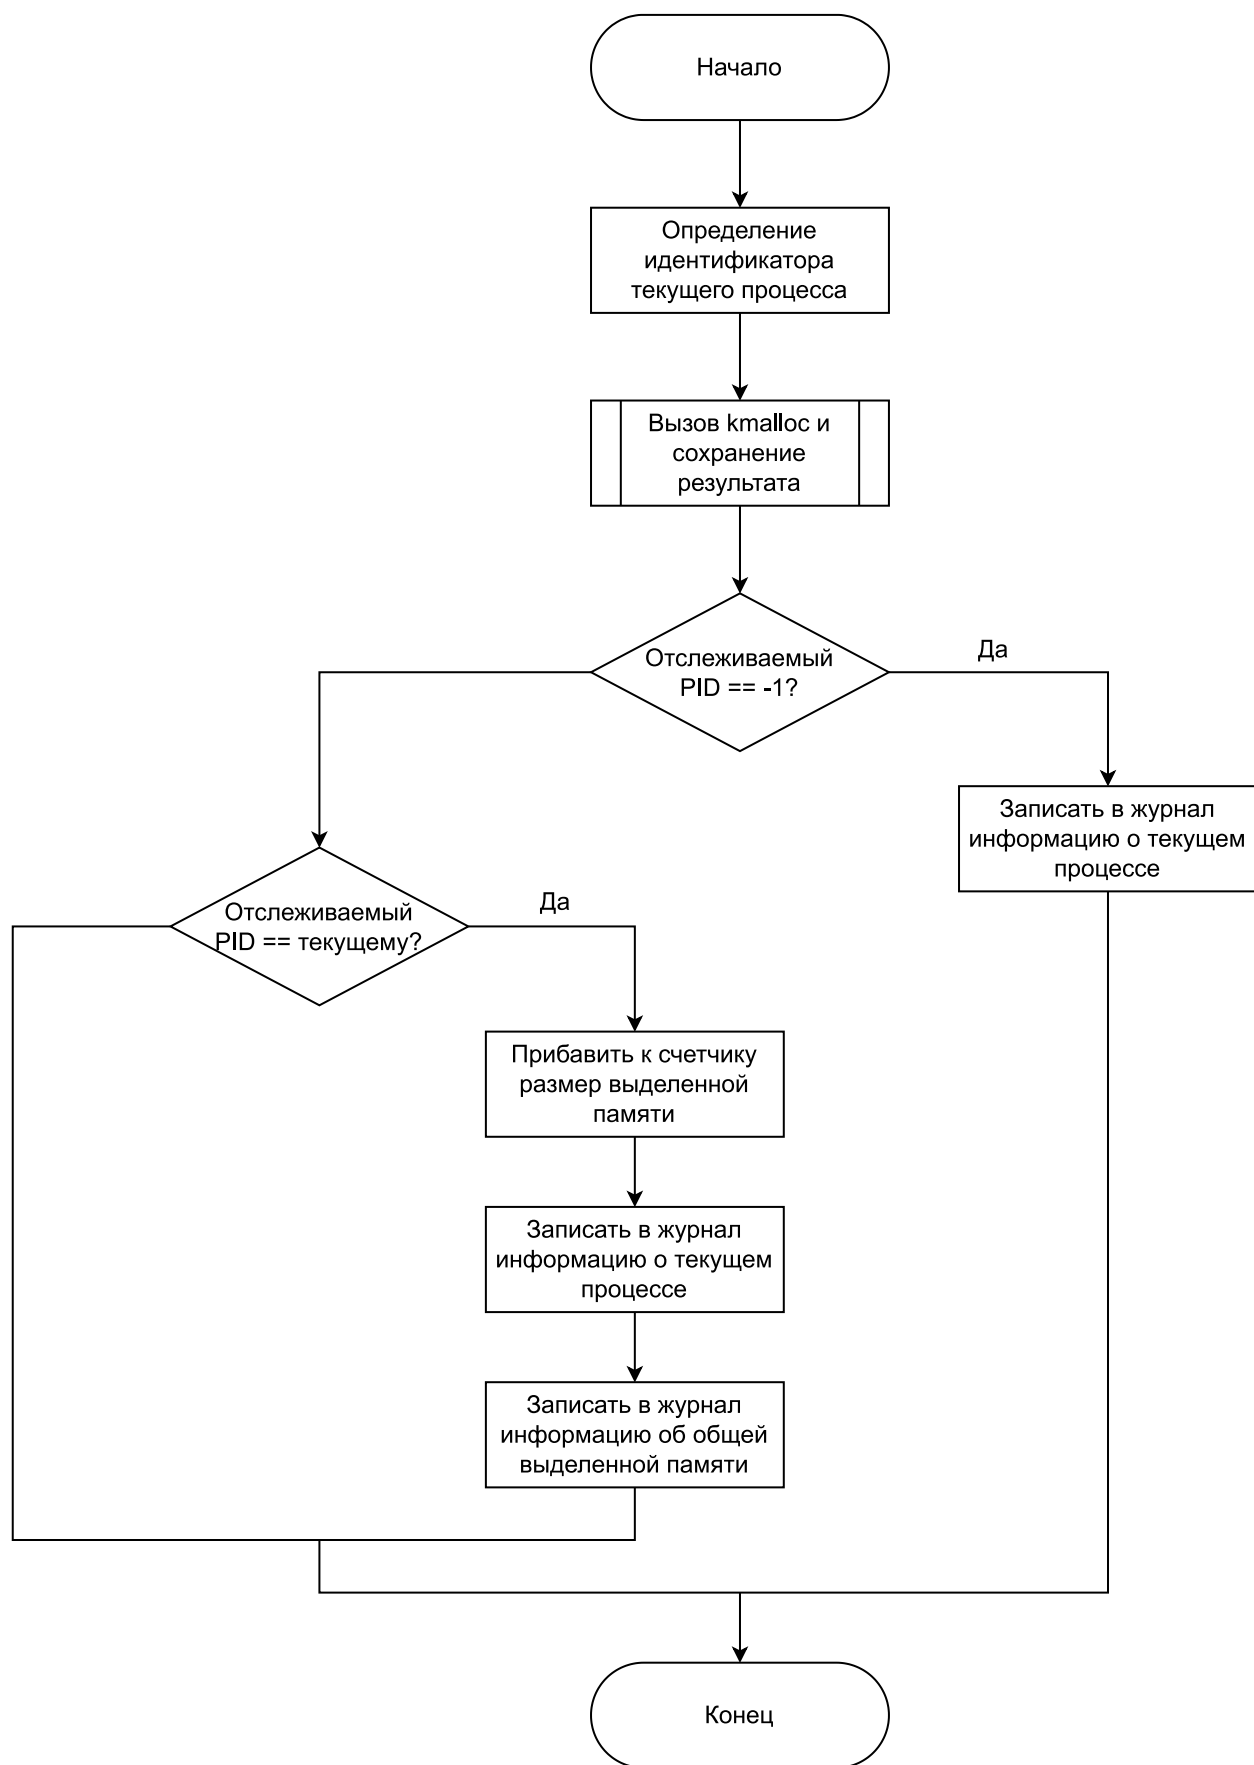 Начало
Определение
идентификатора
текущего процесса
Вызов kmalloc и
сохранение
результата
Отслеживаемый
PID == -1?
Да
Записать в журнал
информацию о текущем
процессе
Отслеживаемый
PID == текущему?
Да
Прибавить к счетчику
размер выделенной
памяти
Записать в журнал
информацию о текущем
процессе
Записать в журнал
информацию об общей
выделенной памяти
Конец